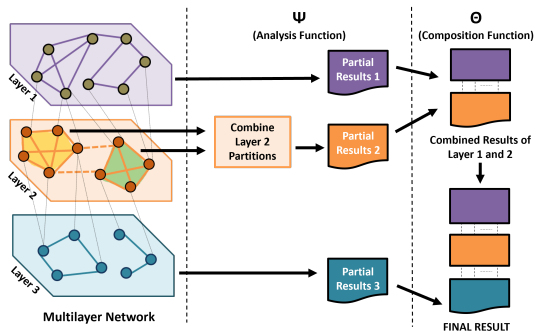 Ψ
(Analysis Function)
Θ
(Composition Function)
Layer 1
Partial
Results 1
Layer 2
Combine
Layer 2
Partitions
Partial
Results 2
Combined Results of
Layer 1 and 2
Layer 3
Partial
Results 3
Multilayer Network
FINAL RESULT